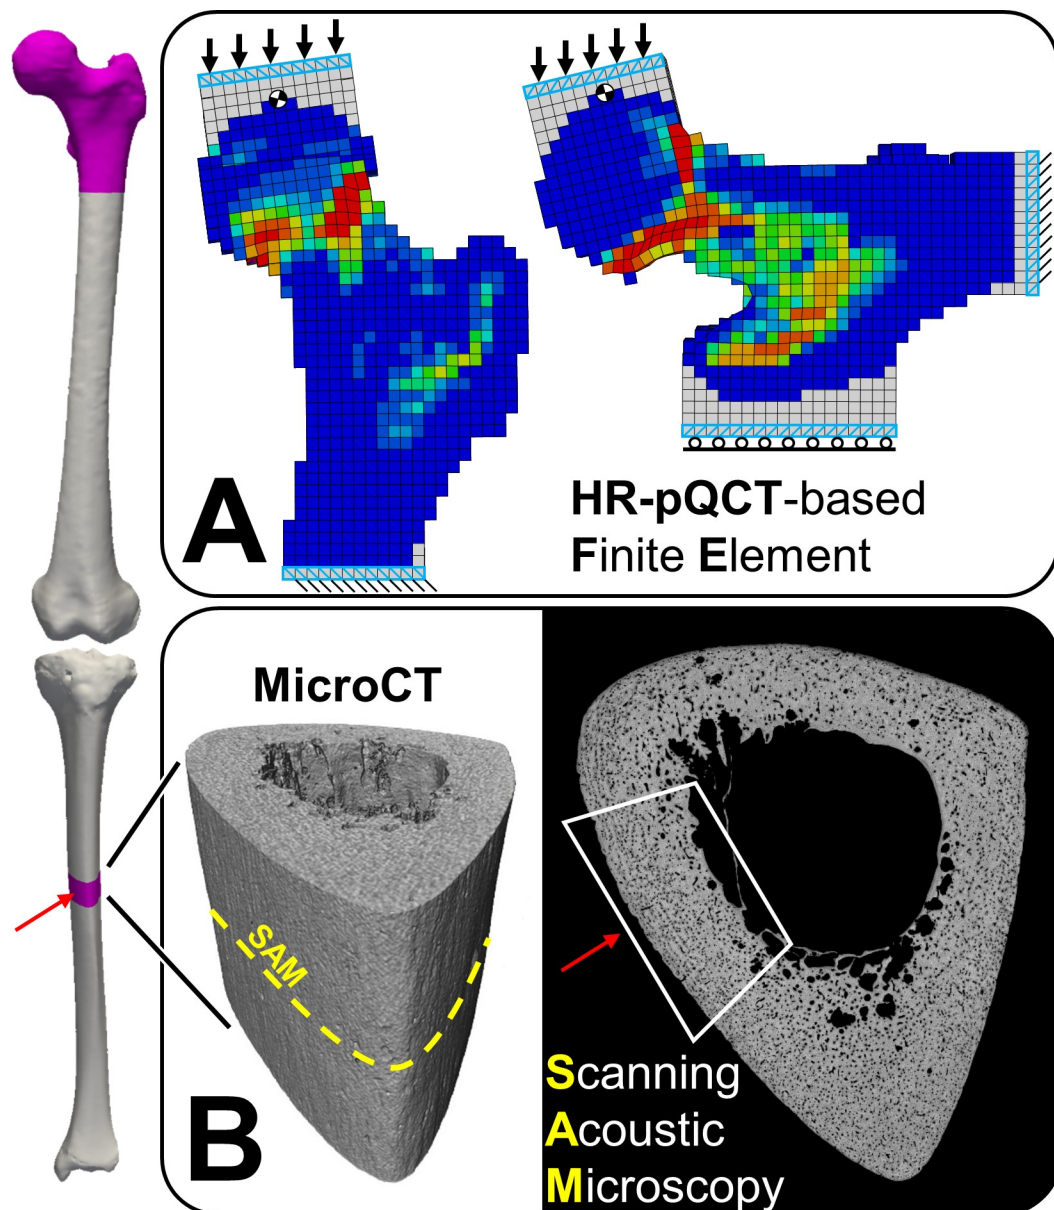 A
HR-pQCT-based
Finite Element
MicroCT
SAM
B
Scanning
Acoustic
Microscopy